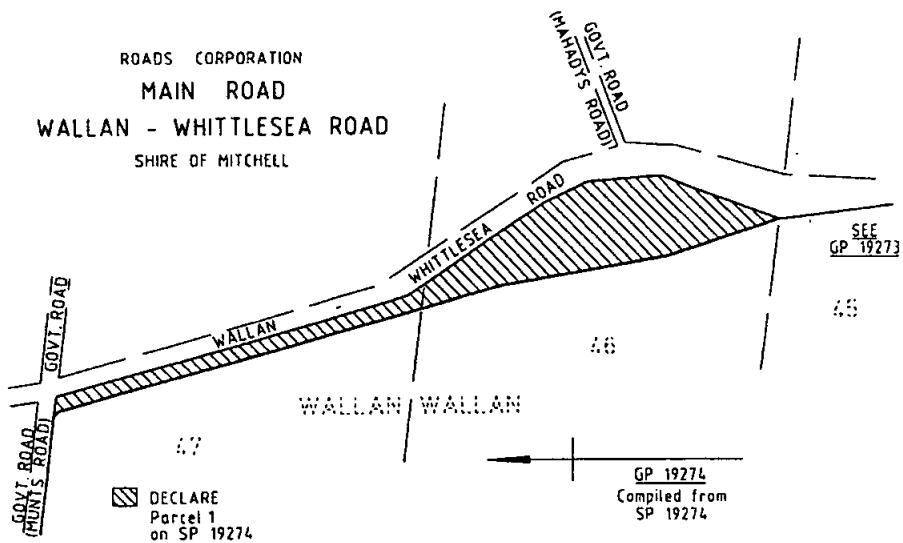 ROADS CORPORATION
MAIN ROAD
WALLAN - WHITTLESEA ROAD
SHIRE OF MITCHELL
GOVT. ROAD
(MAHADYS ROAD)
WALLAN
WHITTLESEA
ROAD
SEE
GP 19273
45
46
WALLAN WALLAN
47
GOVT. ROAD
GOVT. ROAD
(MUNTS ROAD)
DECLARE
Parcel 1
on SP 19274
GP 19274
Compiled from
SP 19274